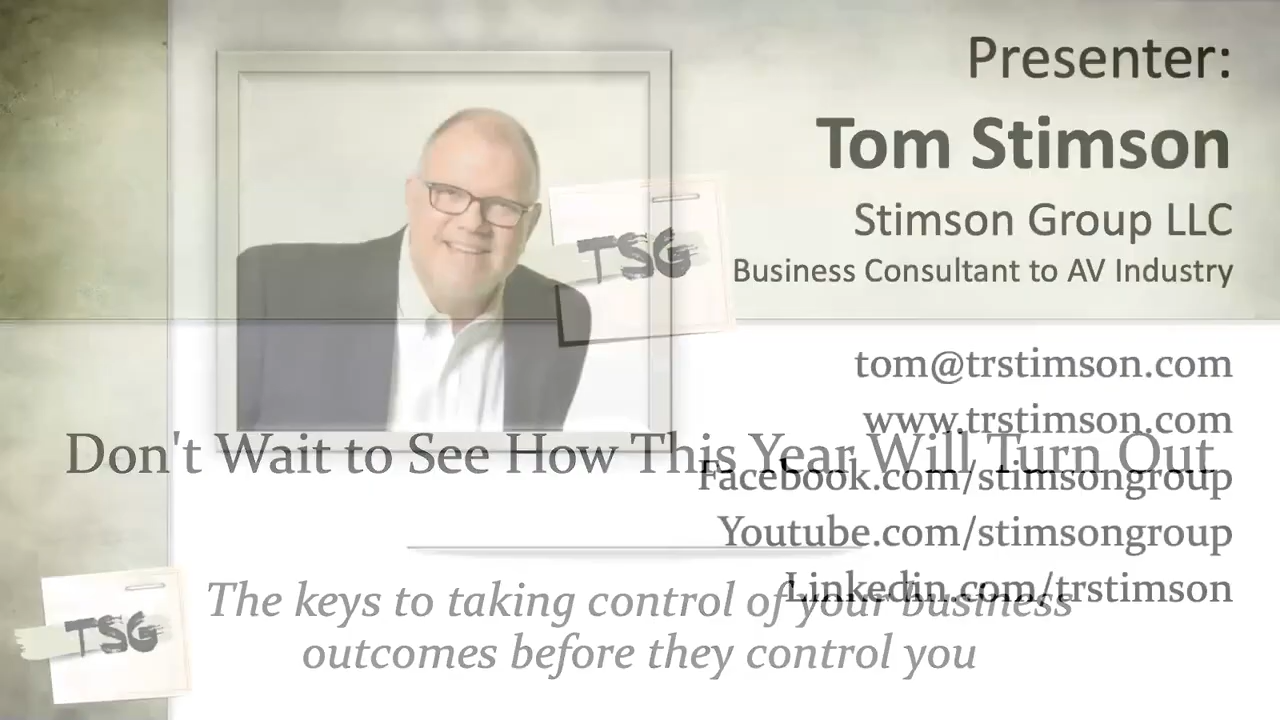 Presenter:
Tom Stimson
Stimson Group LLC
Business Consultant to AV Industry
TSG
tom@trstimson.com
www.trstimson.com
Don't Wait to See How This Year Will Turn Out
Facebook.com/stimsongroup
Youtube.com/stimsongroup
Linkedin.com/trstimson
The keys to taking control of your business
outcomes before they control you
TSG